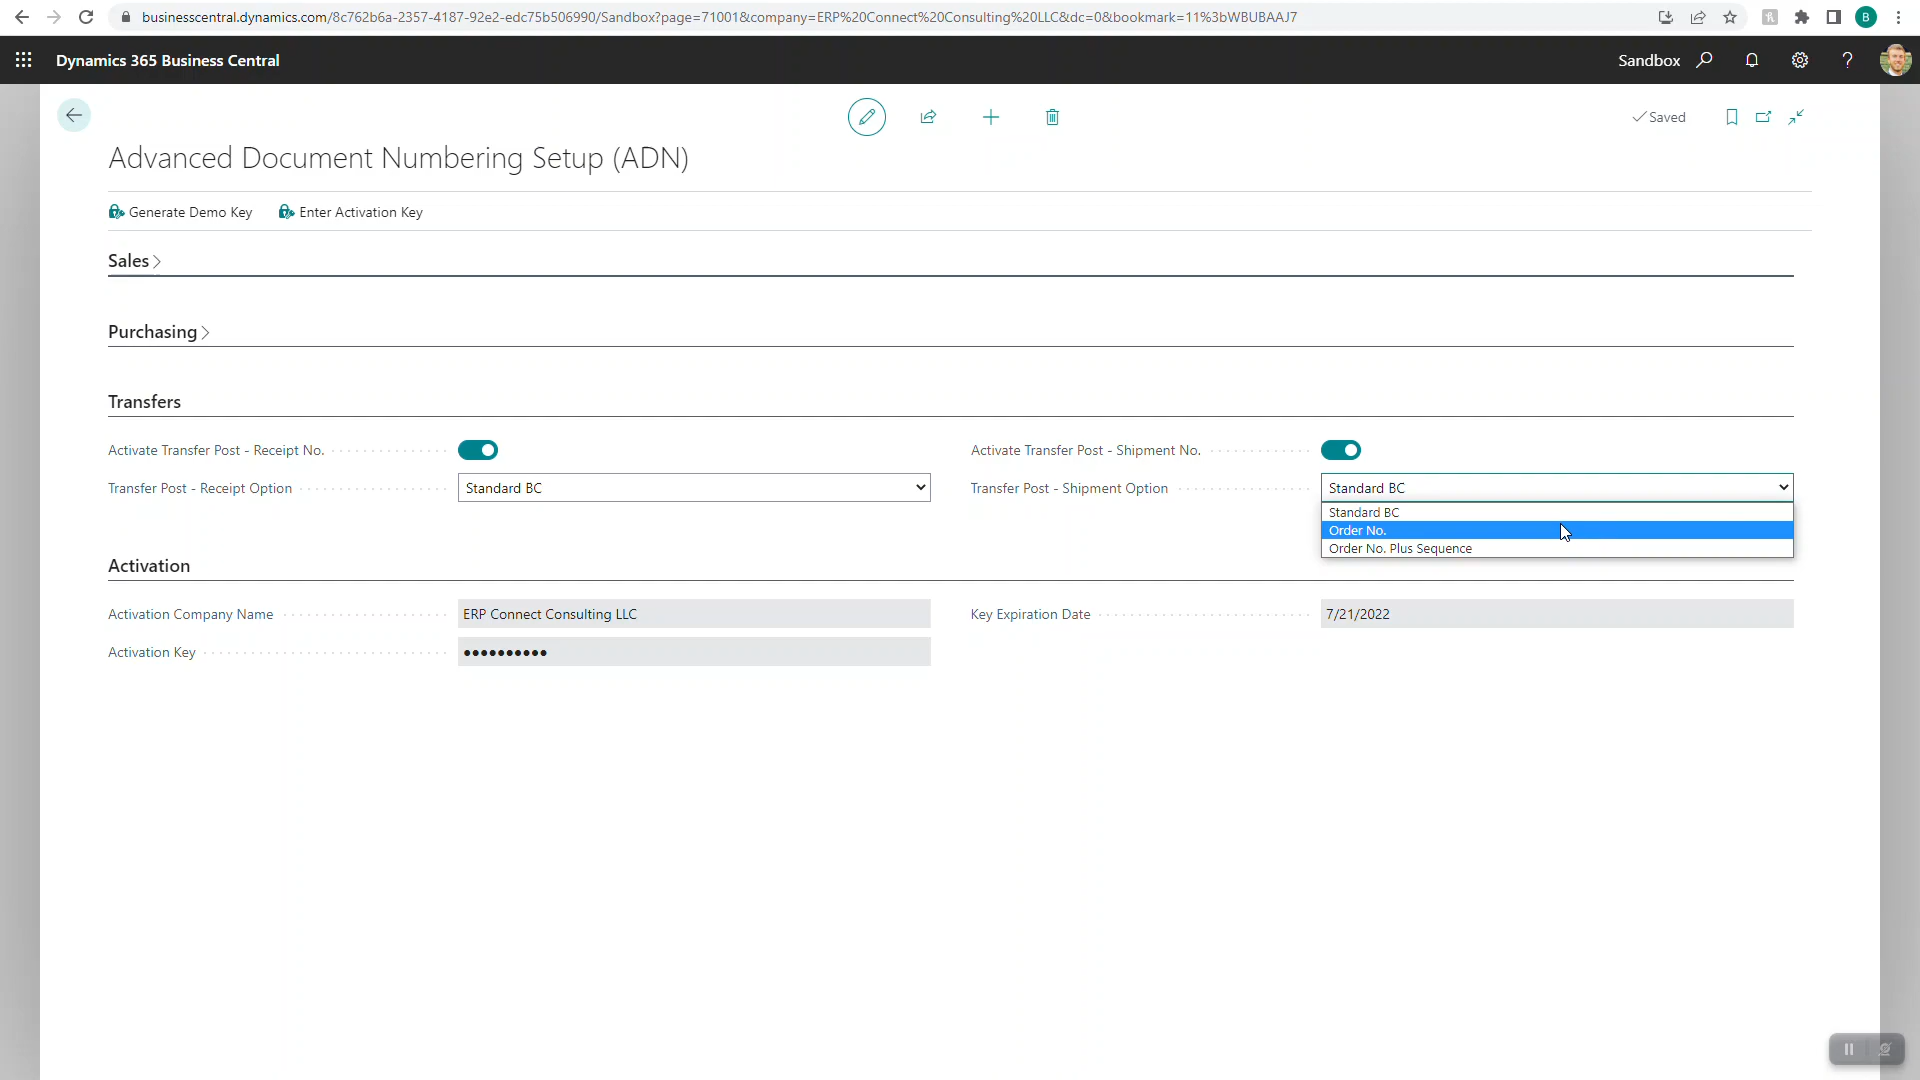 businesscentral.dynamics.com/8c762b6a-2357-4187-92e2-edc75b506990/Sandbox?page=71001&company=ERP%20Connect%20Consulting%20LLC&dc=0&bookmark=11%3bWBUBAAJ7
B
Dynamics 365 Business Central
Sandbox
?
Saved
Advanced Document Numbering Setup (ADN)
Generate Demo Key Enter Activation Key
Sales
Purchasing
Transfers
Activate Transfer Post - Receipt No. Activate Transfer Post - Shipment No.
Transfer Post - Receipt Option Standard BC Transfer Post - Shipment Option Standard BC
Standard BC
Order No.
Order No. Plus Sequence
Activation
Activation Company Name ERP Connect Consulting LLC Key Expiration Date 7/21/2022
Activation Key ••••••••••